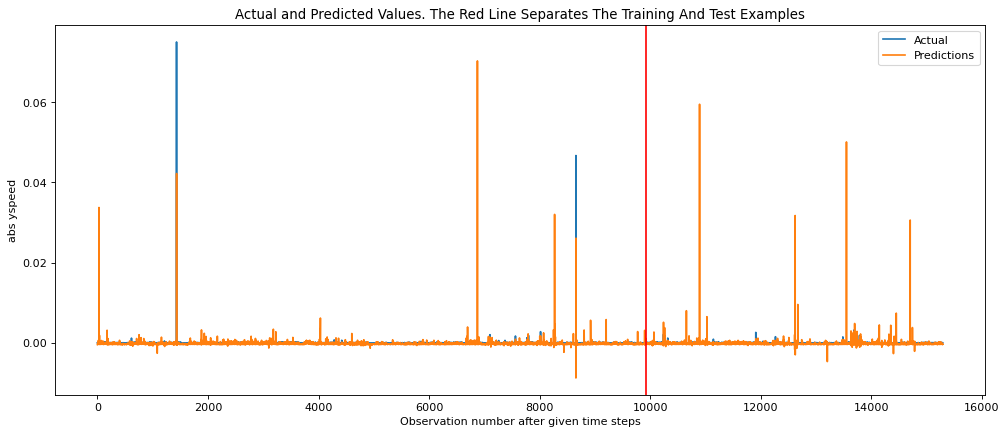 Actual and Predicted Values. The Red Line Separates The Training And Test Examples
Actual
Predictions
abs yspeed
0.06
0.04
0.02
0.00
0
2000
4000
6000
8000
10000
12000
14000
16000
Observation number after given time steps